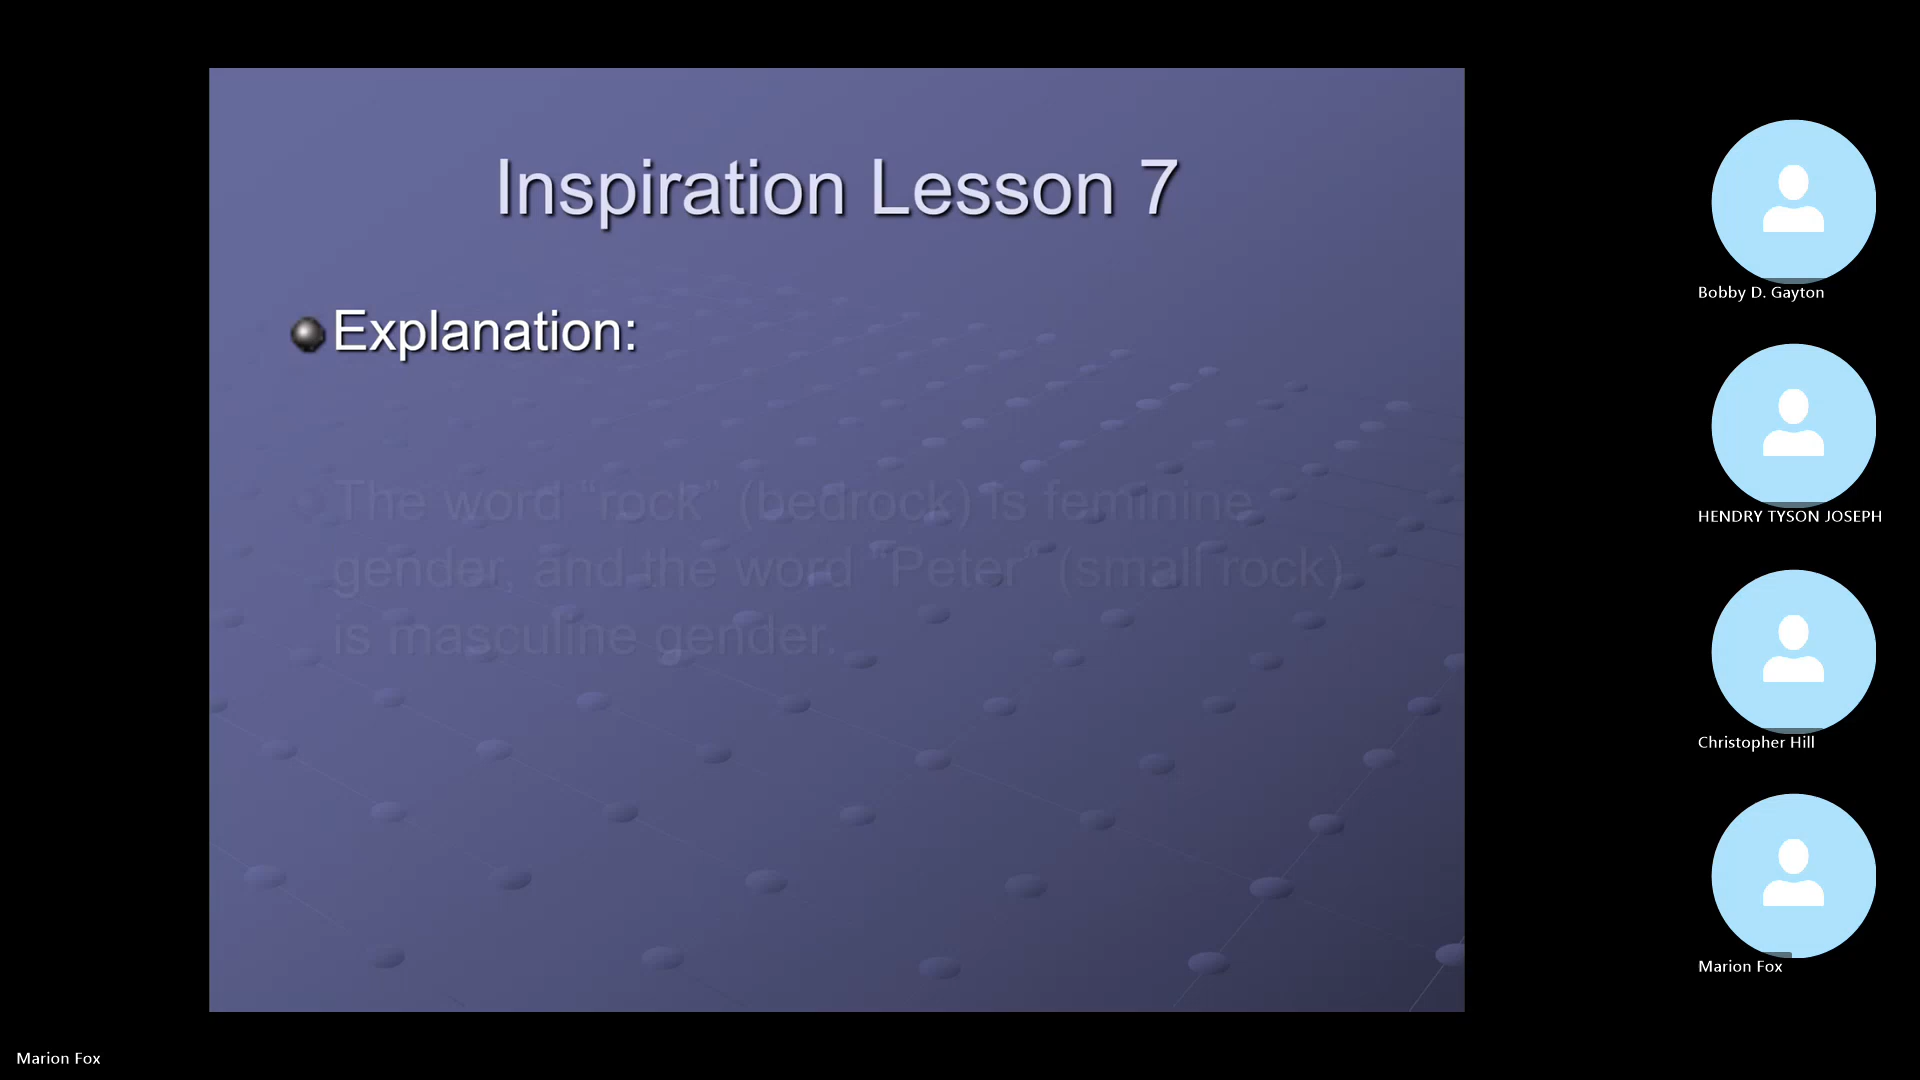 Inspiration Lesson 7
Explanation:
The word “rock” (bedrock) is feminine
gender, and the word “Peter” (small rock)
is masculine gender.
Bobby D. Gayton
HENDRY TYSON JOSEPH
Christopher Hill
Marion Fox
Marion Fox